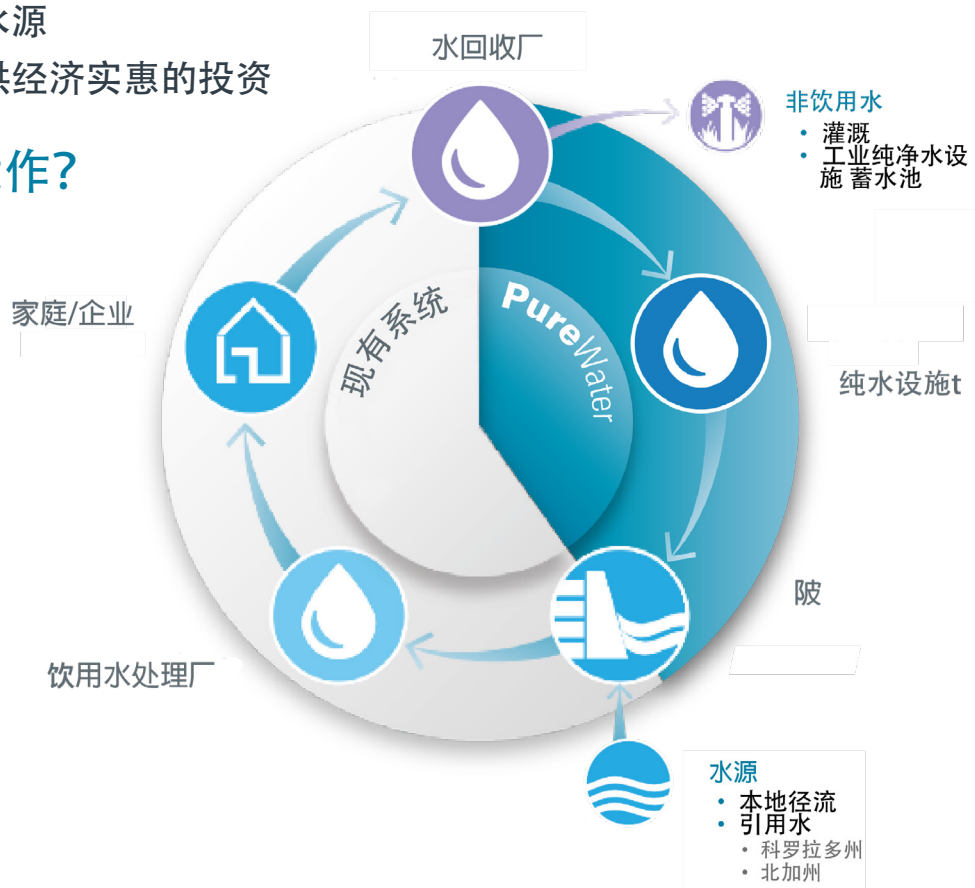 水源
供经济实惠的投资
作?
水回收厂
非饮用水
• 灌溉
• 工业纯净水设
施 蓄水池
家庭/企业
现有系统
PureWater
纯水设施t
陂
饮用水处理厂
水源
• 本地径流
• 引用水
• 科罗拉多州
• 北加州